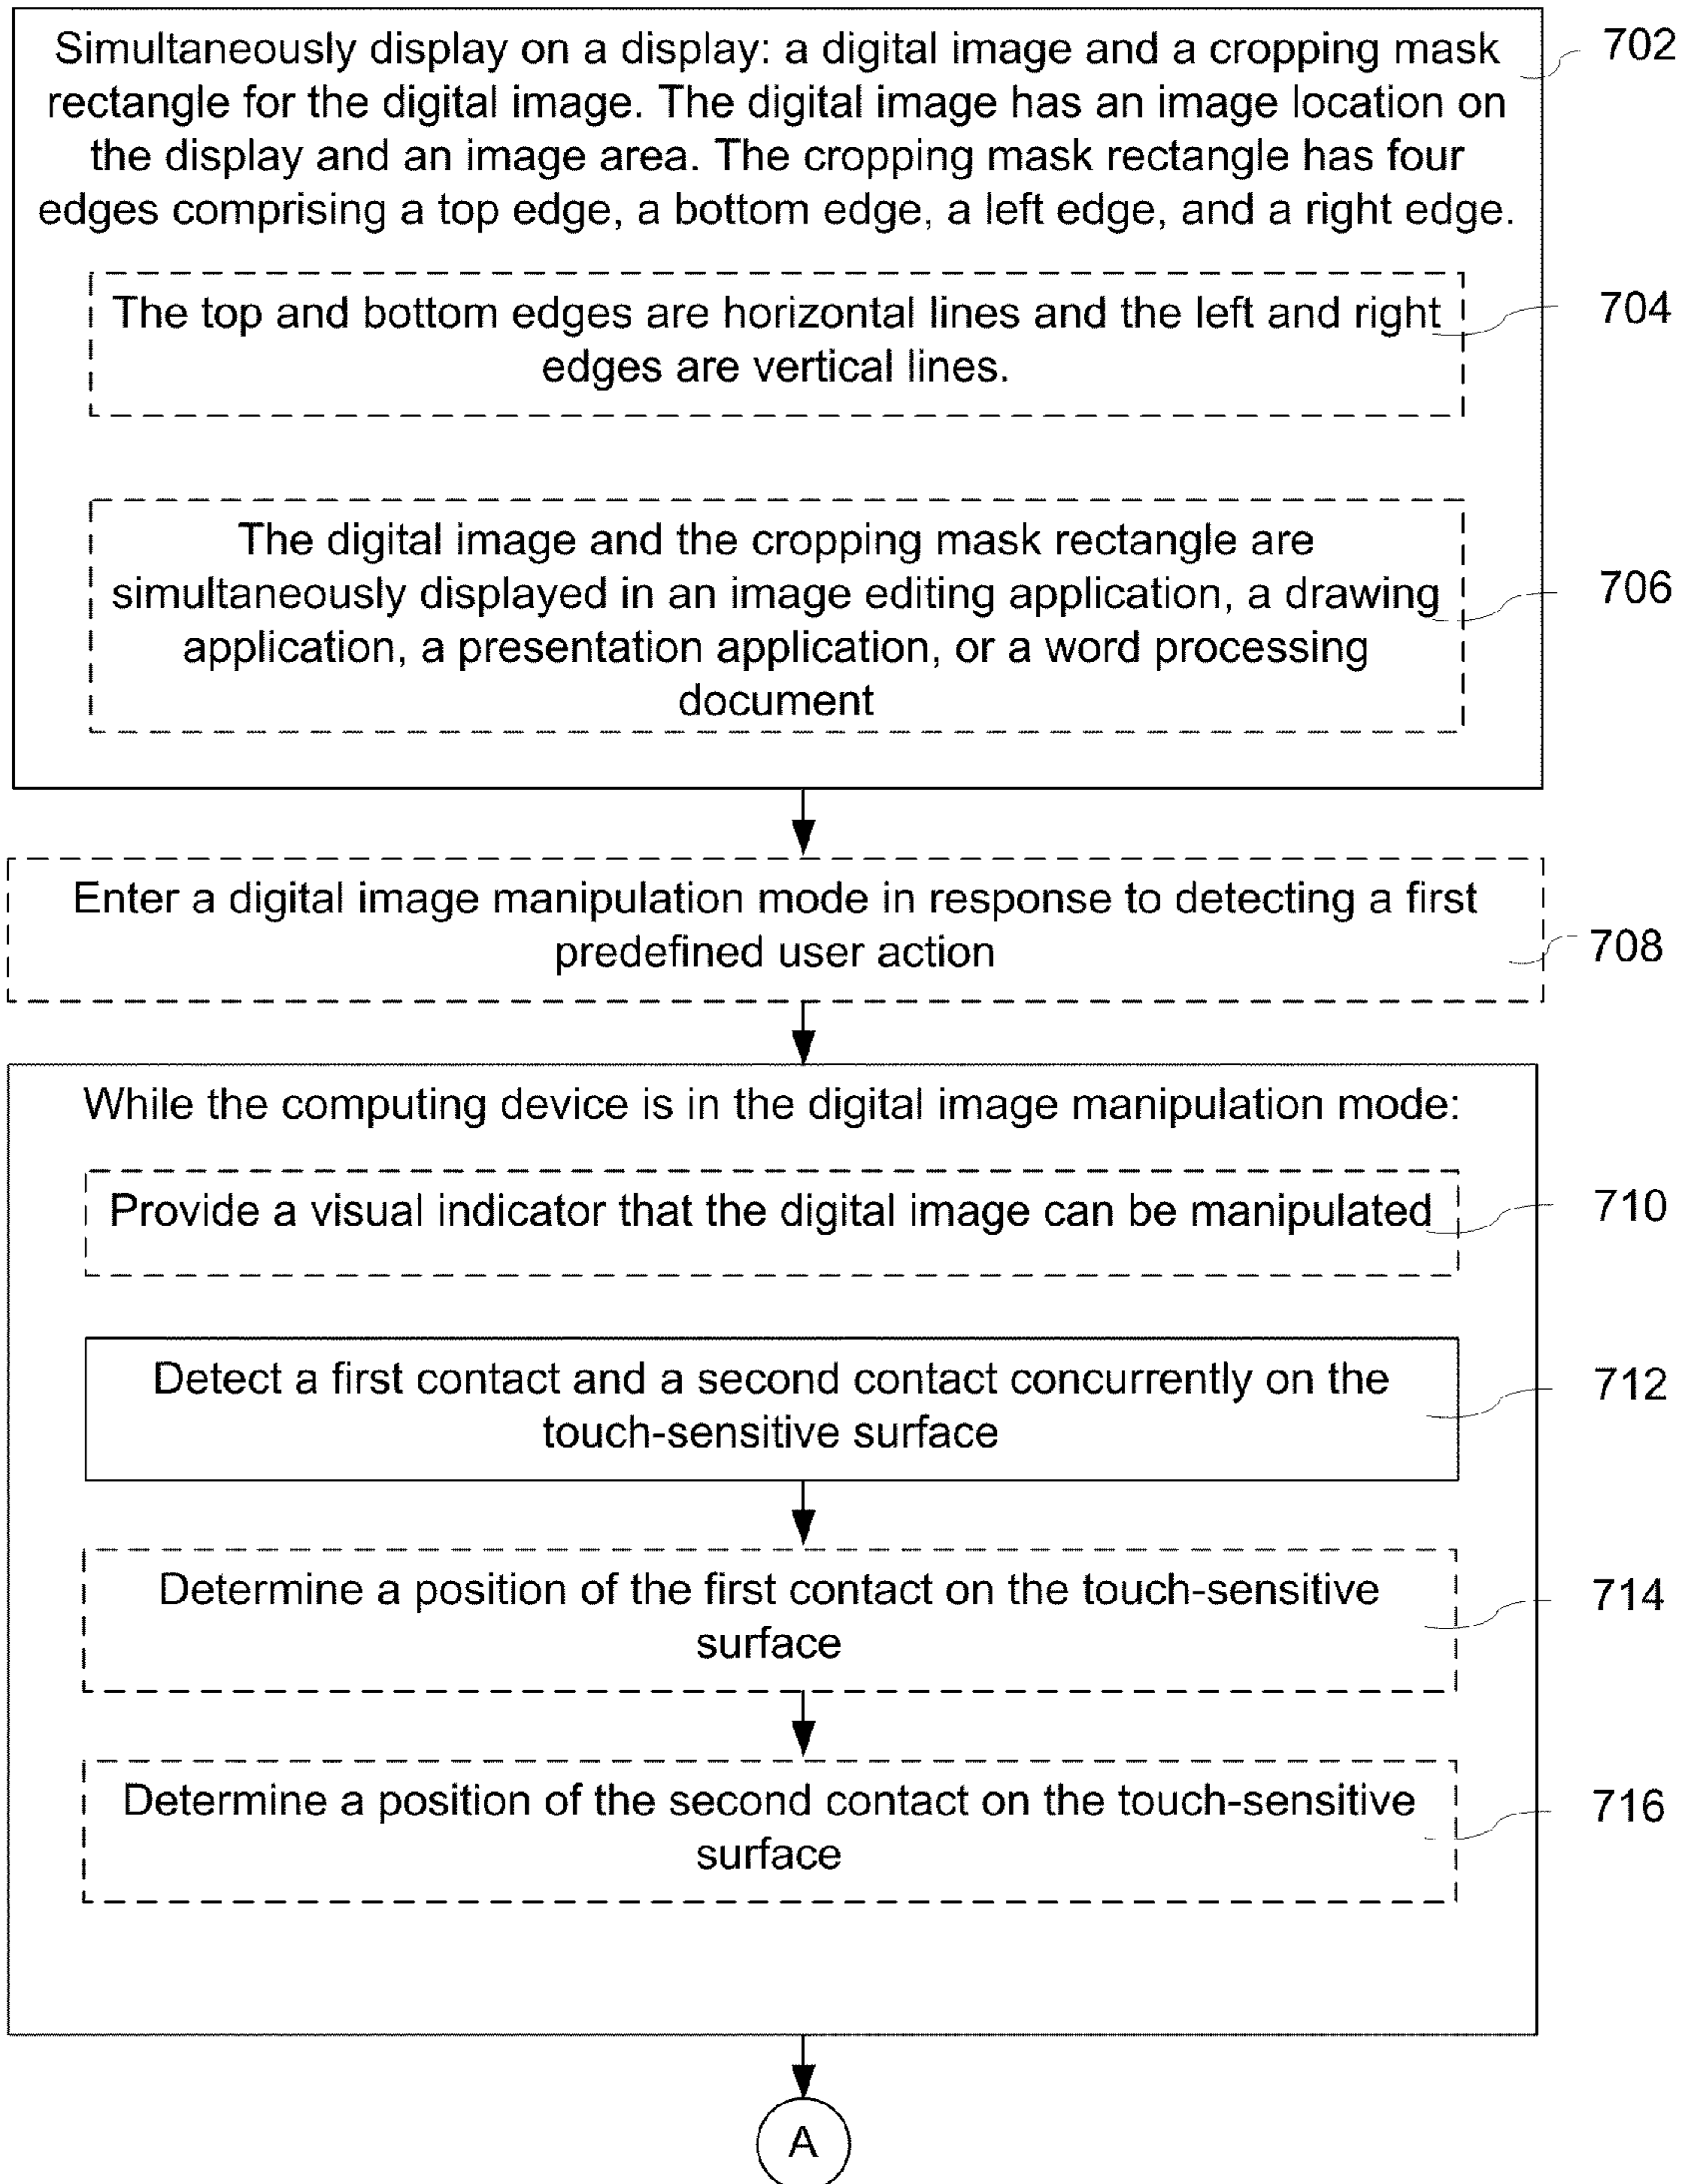 Simultaneously display on a display: a digital image and a cropping mask
rectangle for the digital image. The digital image has an image location on
the display and an image area. The cropping mask rectangle has four
edges comprising a top edge, a bottom edge, a left edge, and a right edge.
702
The top and bottom edges are horizontal lines and the left and right
edges are vertical lines.
704
The digital image and the cropping mask rectangle are
simultaneously displayed in an image editing application, a drawing
application, a presentation application, or a word processing
document
706
Enter a digital image manipulation mode in response to detecting a first
predefined user action
708
While the computing device is in the digital image manipulation mode:
Provide a visual indicator that the digital image can be manipulated
710
Detect a first contact and a second contact concurrently on the
touch-sensitive surface
712
Determine a position of the first contact on the touch-sensitive
surface
714
Determine a position of the second contact on the touch-sensitive
surface
716
A